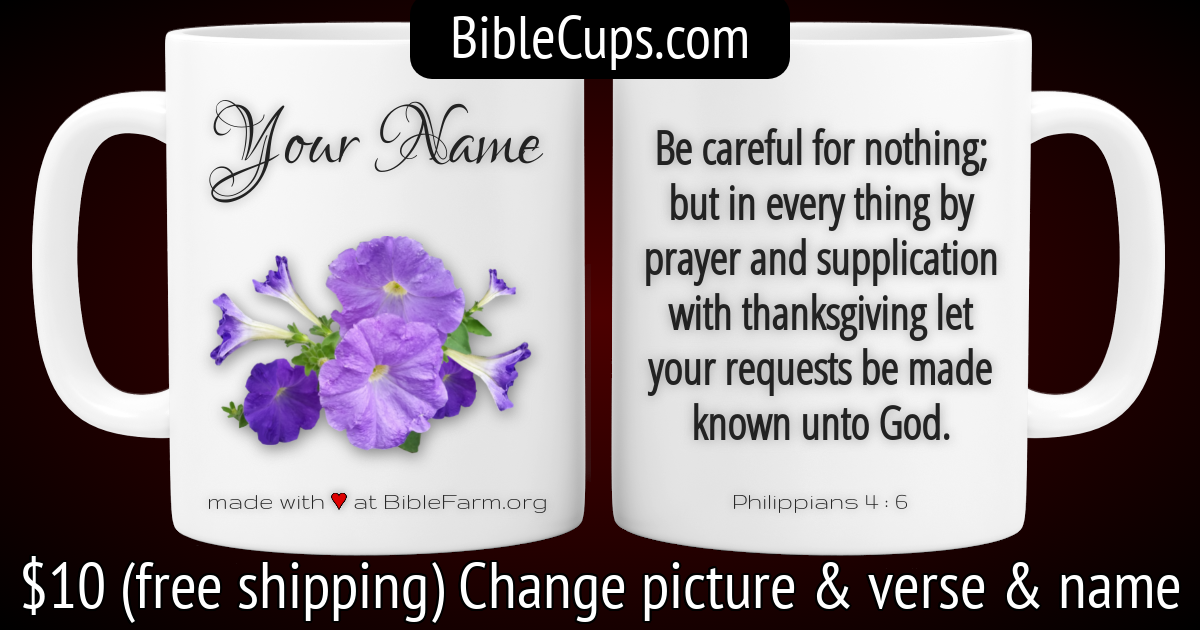 BibleCups.com
Your Name
made with ♥ at BibleFarm.org
Be careful for nothing;
but in every thing by
prayer and supplication
with thanksgiving let
your requests be made
known unto God.
Philippians 4 : 6
$10 (free shipping) Change picture & verse & name